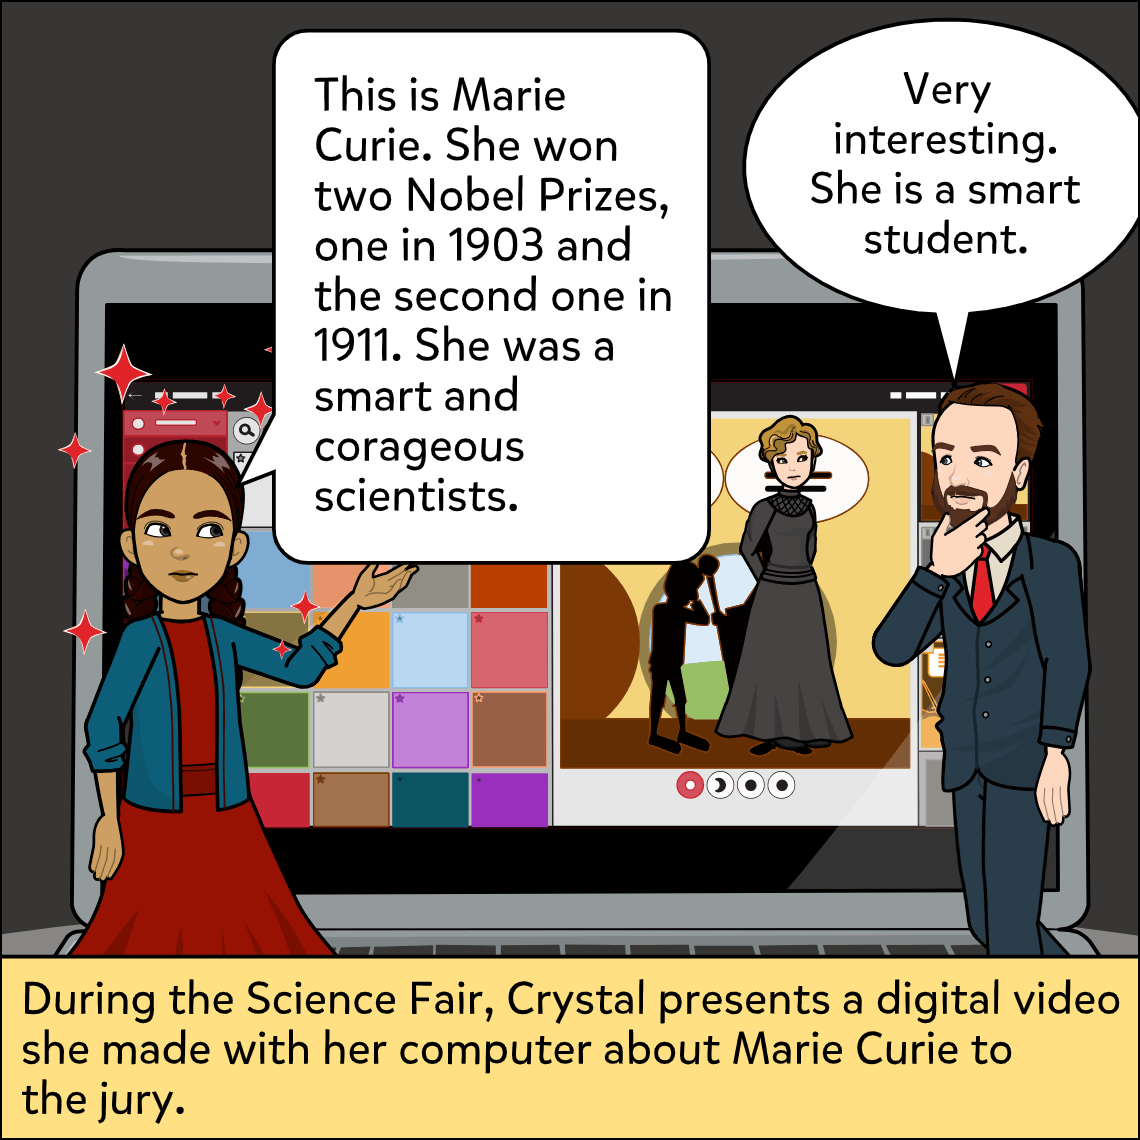 This is Marie
Curie. She won
two Nobel Prizes,
one in 1903 and
the second one in
1911. She was a
smart and
corageous
scientists.
Very
interesting.
She is a smart
student.
During the Science Fair, Crystal presents a digital video
she made with her computer about Marie Curie to
the jury.